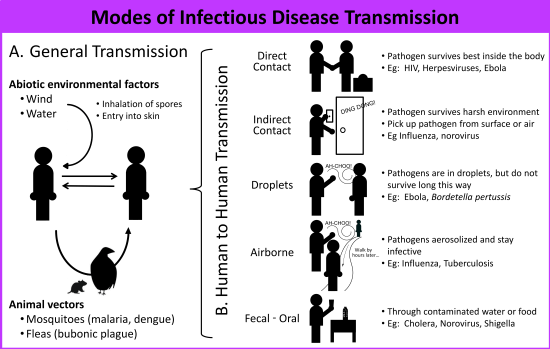 Modes of Infectious Disease Transmission
A. General Transmission
Abiotic environmental factors
• Wind
• Water
• Inhalation of spores
• Entry into skin
Animal vectors
• Mosquitoes (malaria, dengue)
• Fleas (bubonic plague)
B. Human to Human Transmission
Direct
Contact
• Pathogen survives best inside the body
• Eg: HIV, Herpesviruses, Ebola
Indirect
Contact
DING DONG!
• Pathogen survives harsh environment
• Pick up pathogen from surface or air
• Eg Influenza, norovirus
Droplets
AH-CHOO!
• Pathogens are in droplets, but do not
survive long this way
• Eg: Ebola, Bordetella pertussis
Airborne
AH-CHOO!
Walk by
hours later...
• Pathogens aerosolized and stay
infective
• Eg: Influenza, Tuberculosis
Fecal - Oral
• Through contaminated water or food
• Eg: Cholera, Norovirus, Shigella